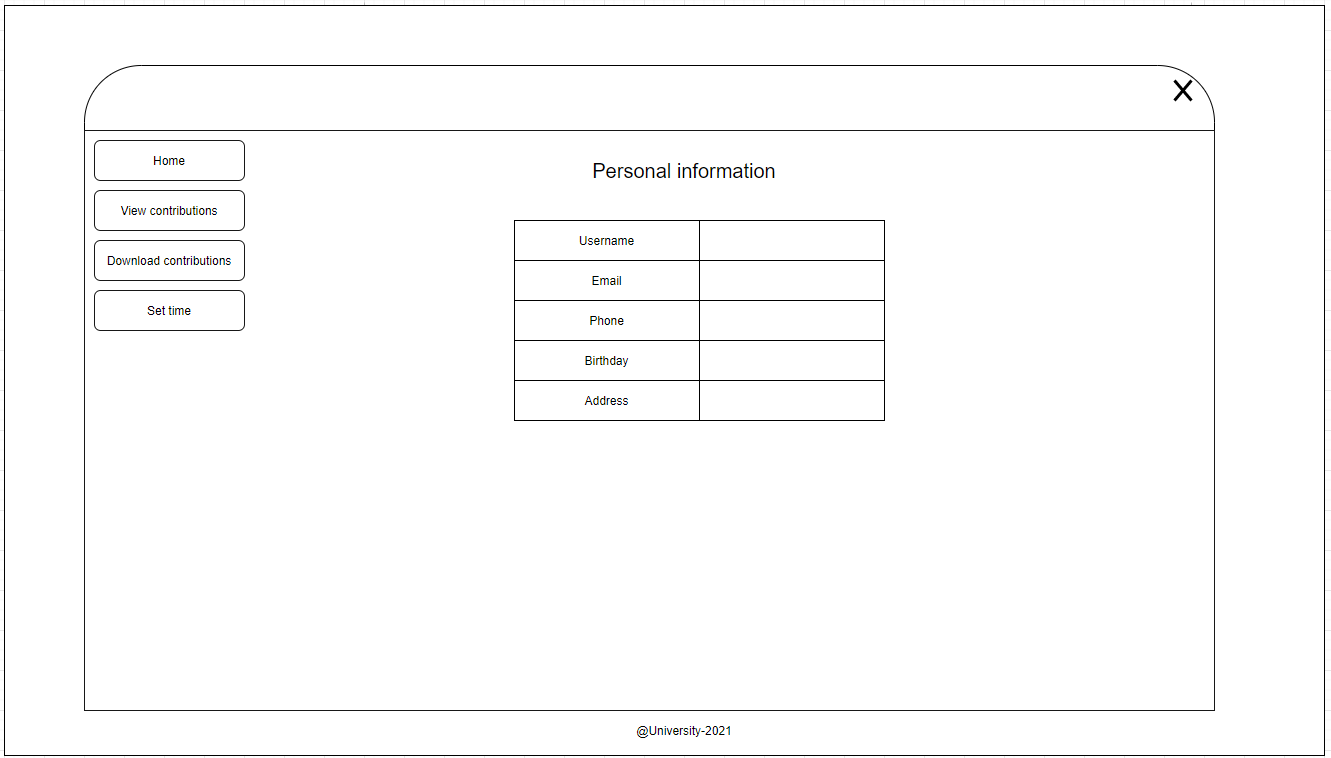 Home
View contributions
Download contributions
Set time
Personal information
Username
Email
Phone
Birthday
Address
@University-2021